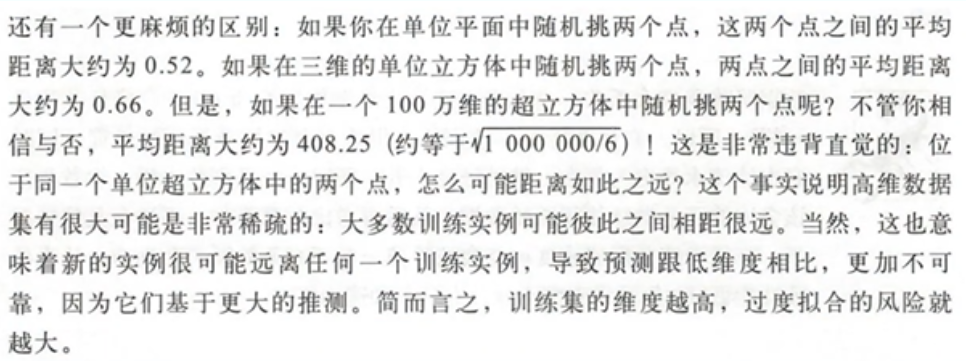 还有一个更麻烦的区别：如果你在单位平面中随机挑两个点，这两个点之间的平均
距离大约为 0.52。如果在三维的单位立方体中随机挑两个点，两点之间的平均距离
大约为 0.66。但是，如果在一个 100 万维的超立方体中随机挑两个点呢？不管你相
信与否，平均距离大约为 408.25（约等于√1 000 000/6）！这是非常违背直觉的：位
于同一个单位超立方体中的两个点，怎么可能距离如此之远？这个事实说明高维数据
集有很大可能是非常稀疏的：大多数训练实例可能彼此之间相距很远。当然，这也意
味着新的实例很可能远离任何一个训练实例，导致预测跟低维度相比，更加不可
靠，因为它们基于更大的推测。简而言之，训练集的维度越高，过度拟合的风险就
越大。